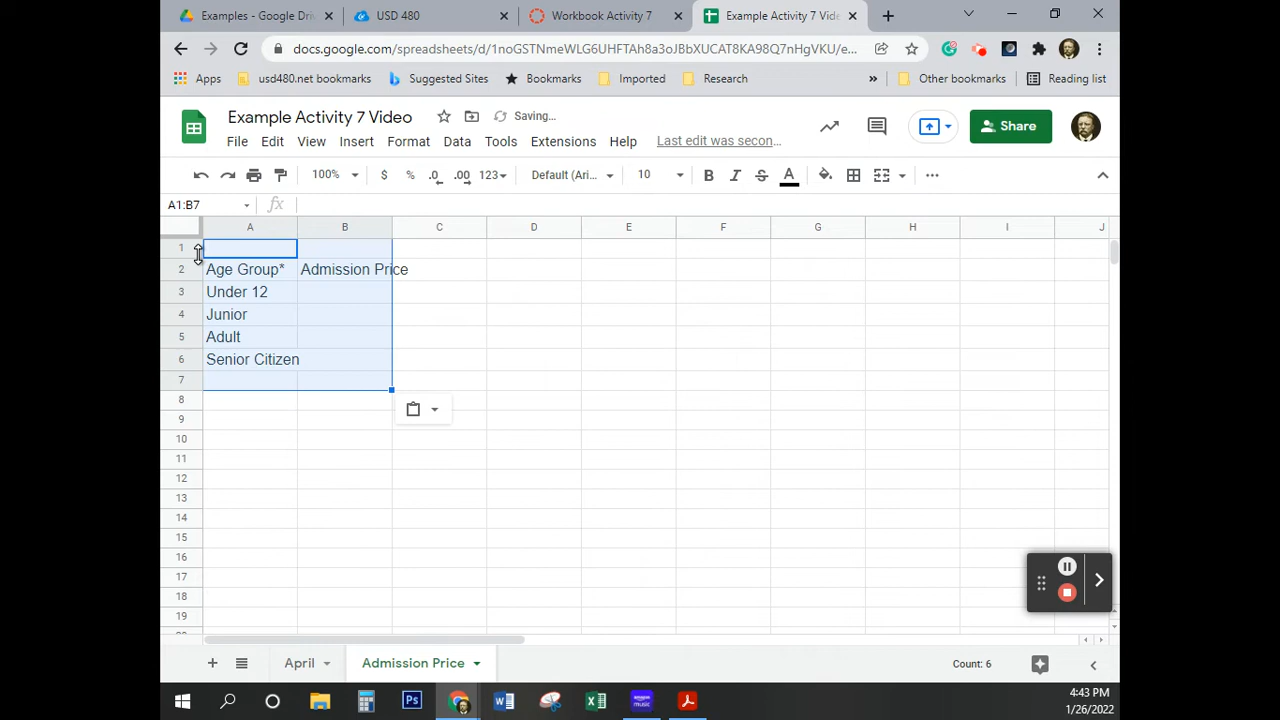 Examples - Google Dri
USD 480
Workbook Activity 7
Example Activity 7 Vide
docs.google.com/spreadsheets/d/1noGSTNmeWLG6UHFTAh8a3oJBbXUCAT8KA98Q7nHgVKU/e...
Apps
usd480.net bookmarks
Suggested Sites
Bookmarks
Imported
Research
»
Other bookmarks
Reading list
Example Activity 7 Video
Saving...
File Edit View Insert Format Data Tools Extensions Help Last edit was secon...
Share
100% $ % .0 .00 123 Default (Ari... 10 B I S A
A1:B7 fx
A B C D E F G H I J
1
2 Age Group* Admission Price
3 Under 12
4 Junior
5 Adult
6 Senior Citizen
7
8
9
10
11
12
13
14
15
16
17
18
19
April Admission Price Count: 6
Ps W music X
4:43 PM
1/26/2022